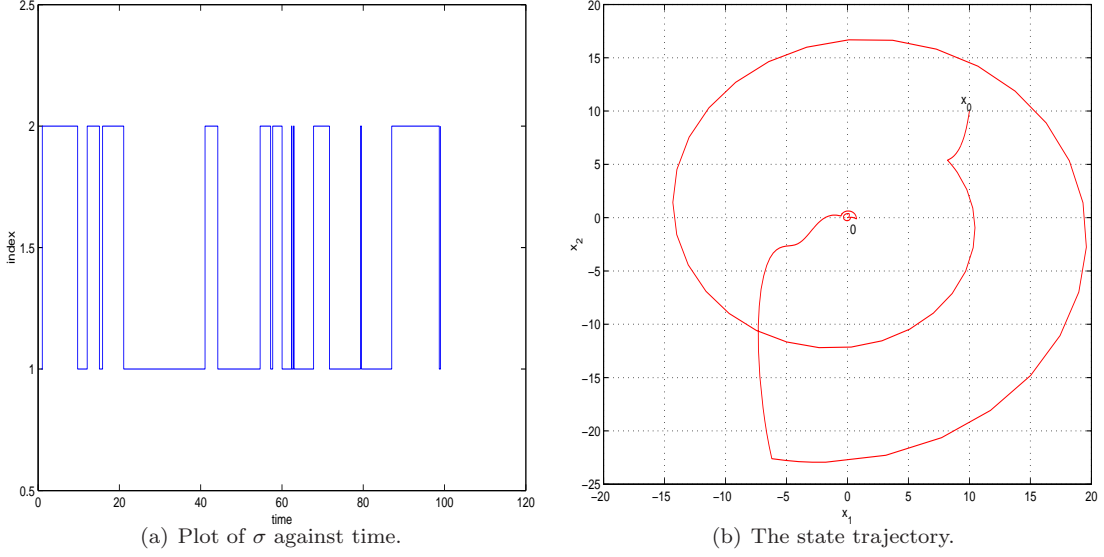 2.5
2
1.5
1
0.5
index
0 20 40 60 80 100 120
time
(a) Plot of σ against time.
20
15
10
5
0
−5
−10
−15
−20
−25
x2
x0
0
−20 −15 −10 −5 0 5 10 15 20
x1
(b) The state trajectory.